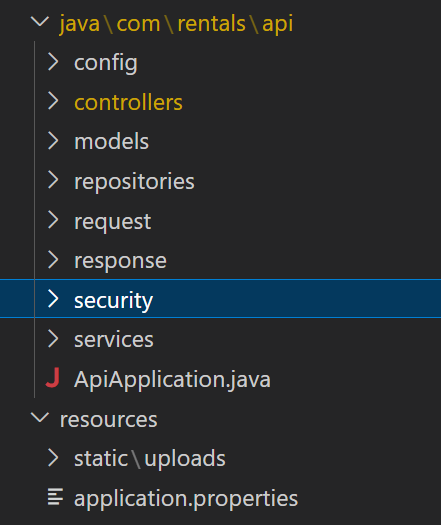 java\com\rentals\api
config
controllers
models
repositories
request
response
security
services
ApiApplication.java
resources
static\uploads
application.properties